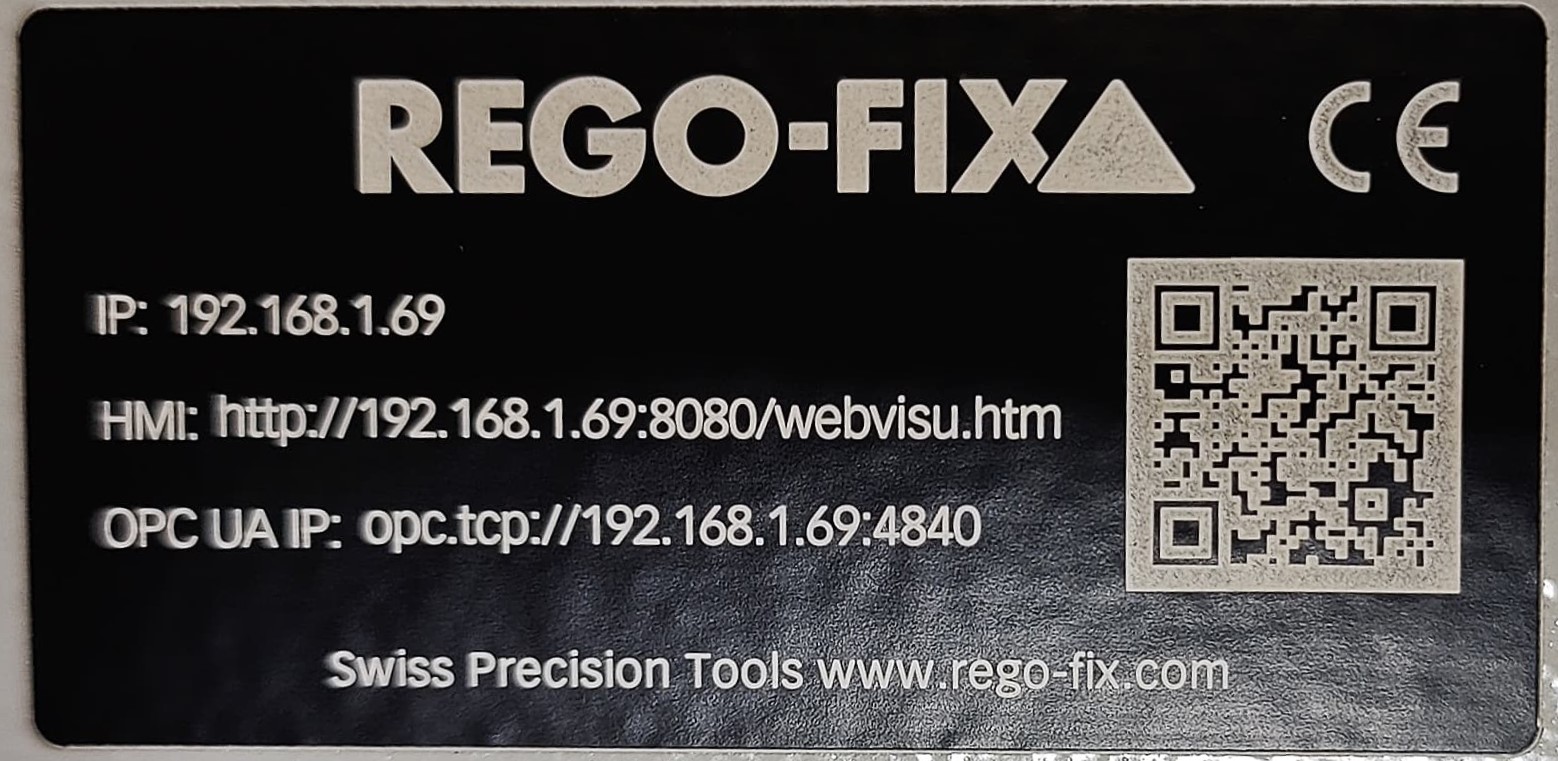 REGO-FIX CE
IP: 192.168.1.69
HMI: http://192.168.1.69:8080/webvisu.htm
OPC UA IP: opc.tcp://192.168.1.69:4840
Swiss Precision Tools www.rego-fix.com